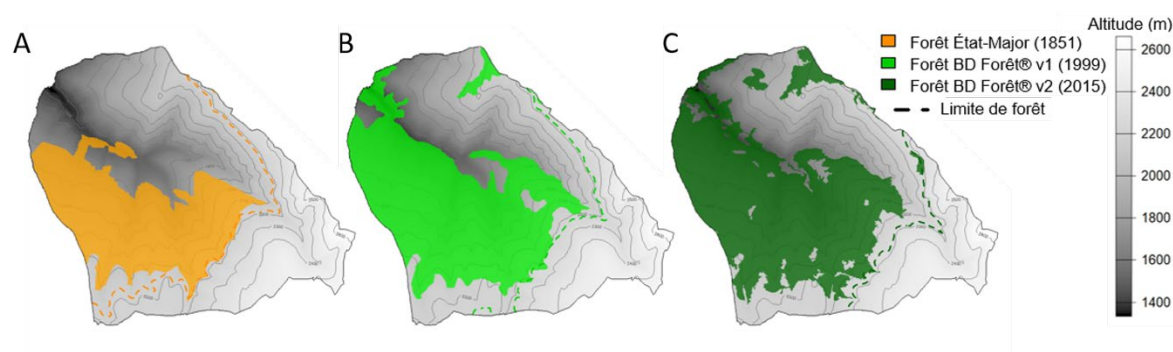 A
B
C
Altitude (m)
Forêt État-Major (1851)
Forêt BD Forêt® v1 (1999)
Forêt BD Forêt® v2 (2015)
Limite de forêt
2600
2400
2200
2000
1800
1600
1400